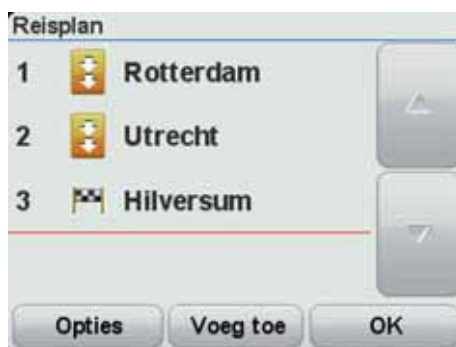 Reisplan
1 Rotterdam
2 Utrecht
3 Hilversum
Opties Voeg toe OK